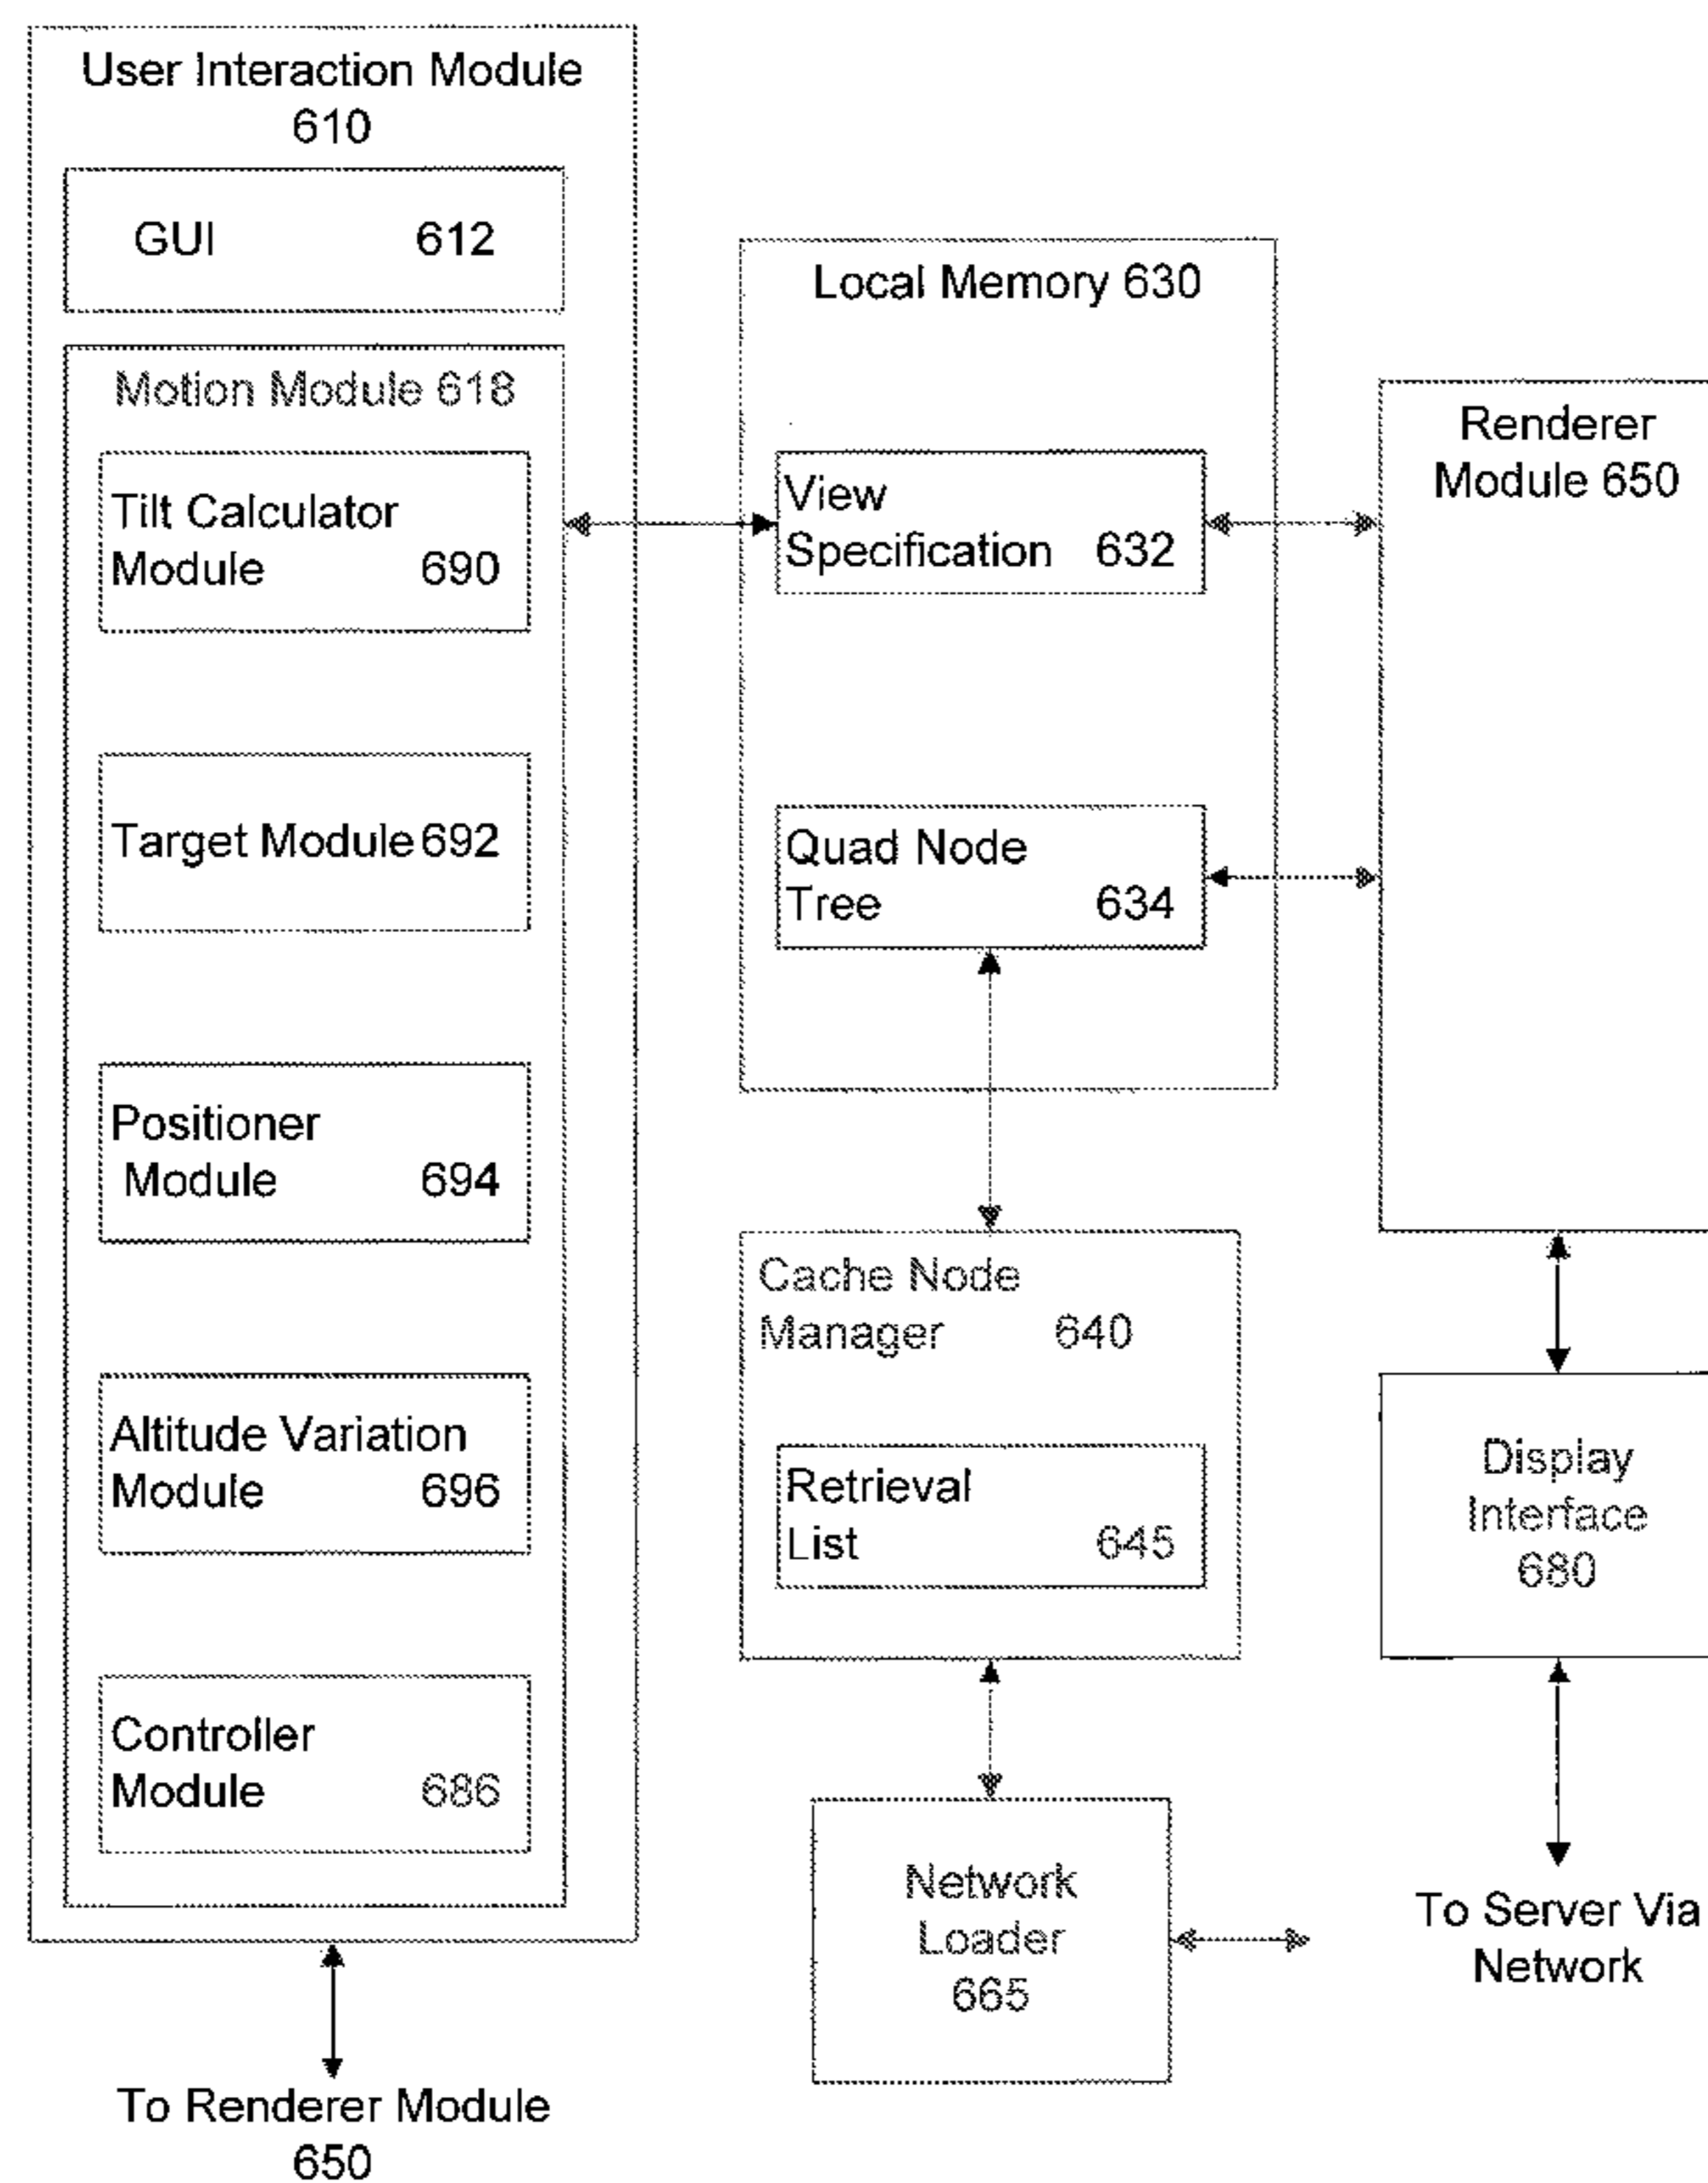 User Interaction Module
610
GUI 612
Motion Module 618
Tilt Calculator
Module 690
Target Module 692
Positioner
Module 694
Altitude Variation
Module 696
Controller
Module 686
To Renderer Module
650
Local Memory 630
View
Specification 632
Quad Node
Tree 634
Cache Node
Manager 640
Retrieval
List 645
Network
Loader
665
Renderer
Module 650
Display
Interface
680
To Server Via
Network